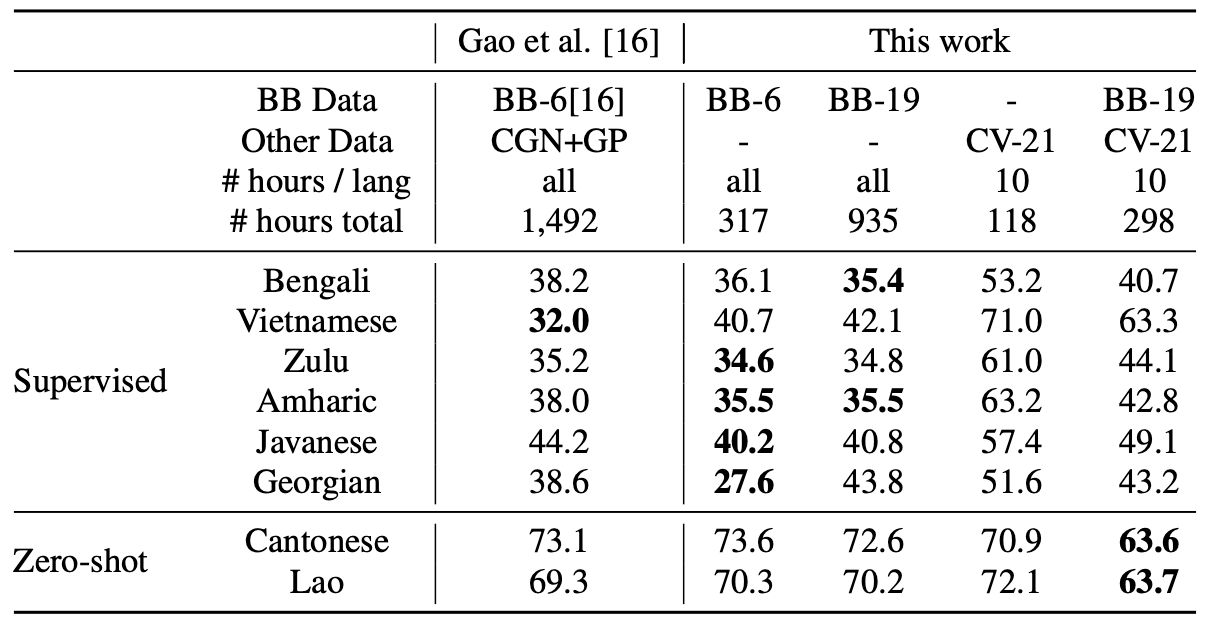 Gao et al. [16] This work
BB Data BB-6[16] BB-6 BB-19 - BB-19
Other Data CGN+GP - - CV-21 CV-21
# hours / lang all all all 10 10
# hours total 1,492 317 935 118 298
Bengali 38.2 36.1 35.4 53.2 40.7
Vietnamese 32.0 40.7 42.1 71.0 63.3
Zulu 35.2 34.6 34.8 61.0 44.1
Supervised
Amharic 38.0 35.5 35.5 63.2 42.8
Javanese 44.2 40.2 40.8 57.4 49.1
Georgian 38.6 27.6 43.8 51.6 43.2
Cantonese 73.1 73.6 72.6 70.9 63.6
Zero-shot
Lao 69.3 70.3 70.2 72.1 63.7